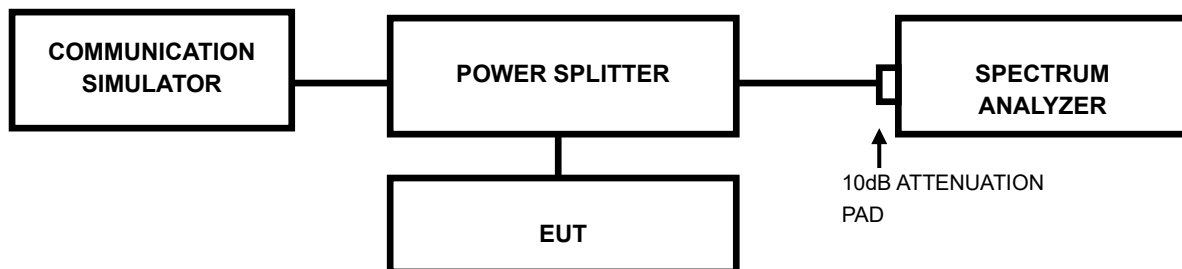 COMMUNICATION
SIMULATOR
POWER SPLITTER
SPECTRUM
ANALYZER
10dB ATTENUATION
PAD
EUT